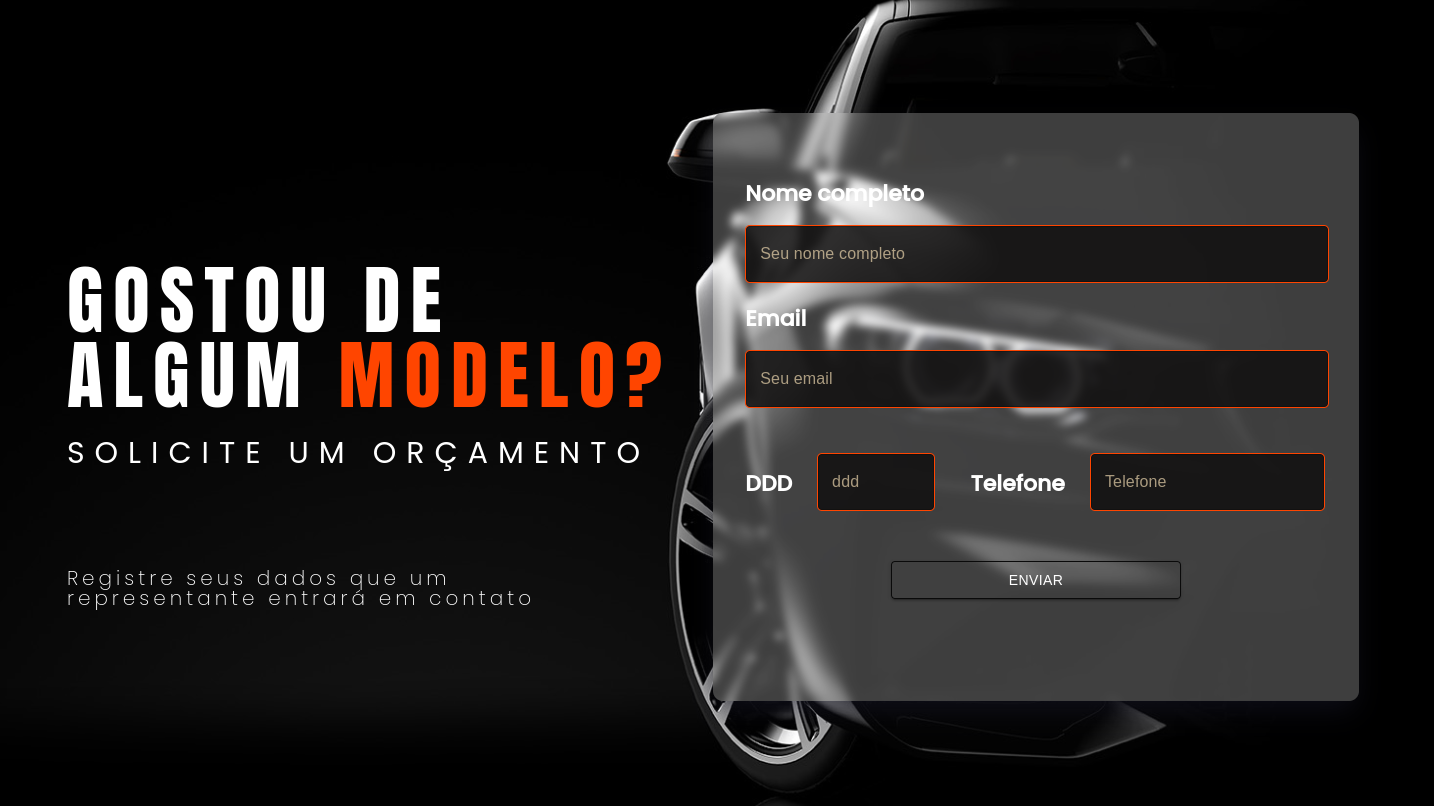 GOSTOU DE
ALGUM MODELO?
SOLICITE UM ORÇAMENTO
Registre seus dados que um
representante entrará em contato
Nome completo
Seu nome completo
Email
Seu email
DDD ddd Telefone Telefone
ENVIAR